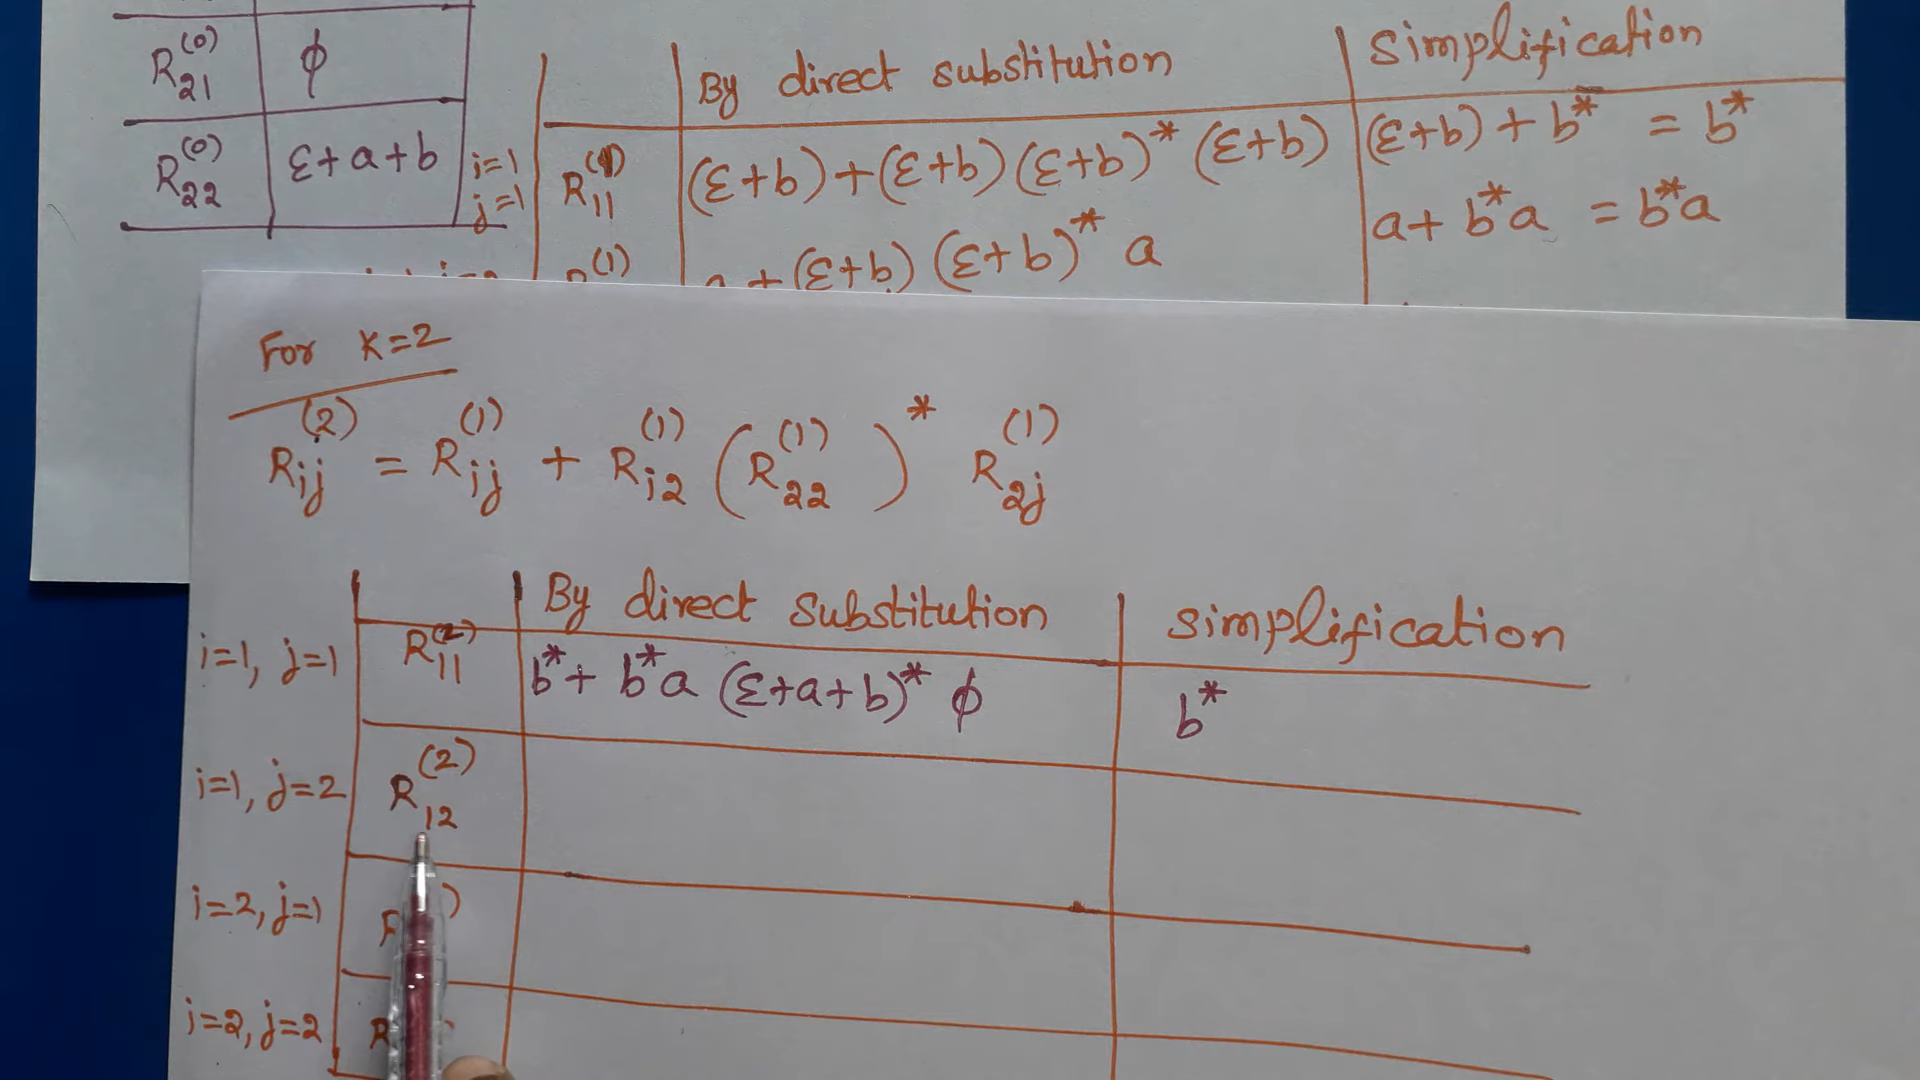 R21(0) φ
R22(0) ε+a+b
By direct substitution simplification
i=1 j=1 R11(1) (ε+b)+(ε+b)(ε+b)* (ε+b) (ε+b)+b* = b*
(1) a+(ε+b)(ε+b)* a a+b*a = b*a
For K=2
Rij(2) = Rij(1) + Ri2(1) (R22(1))* R2j(1)
By direct substitution simplification
i=1, j=1 R11(2) b*+ b*a (ε+a+b)* φ b*
i=1, j=2 R12(2)
i=2, j=1
i=2, j=2 R